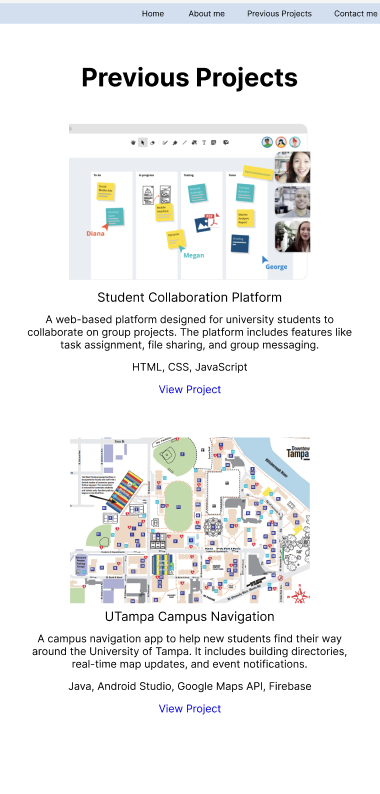 Home About me Previous Projects Contact me
Previous Projects
To do In progress Testing Done
Diana
PDF
Megan
George
Student Collaboration Platform
A web-based platform designed for university students to
collaborate on group projects. The platform includes features like
task assignment, file sharing, and group messaging.
HTML, CSS, JavaScript
View Project
Downtown
Tampa
Hillsborough River
UTampa Campus Navigation
A campus navigation app to help new students find their way
around the University of Tampa. It includes building directories,
real-time map updates, and event notifications.
Java, Android Studio, Google Maps API, Firebase
View Project